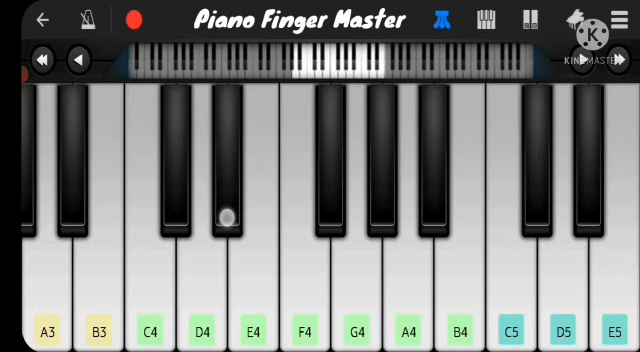 Piano Finger Master
K
KINEMASTER
A3 B3 C4 D4 E4 F4 G4 A4 B4 C5 D5 E5